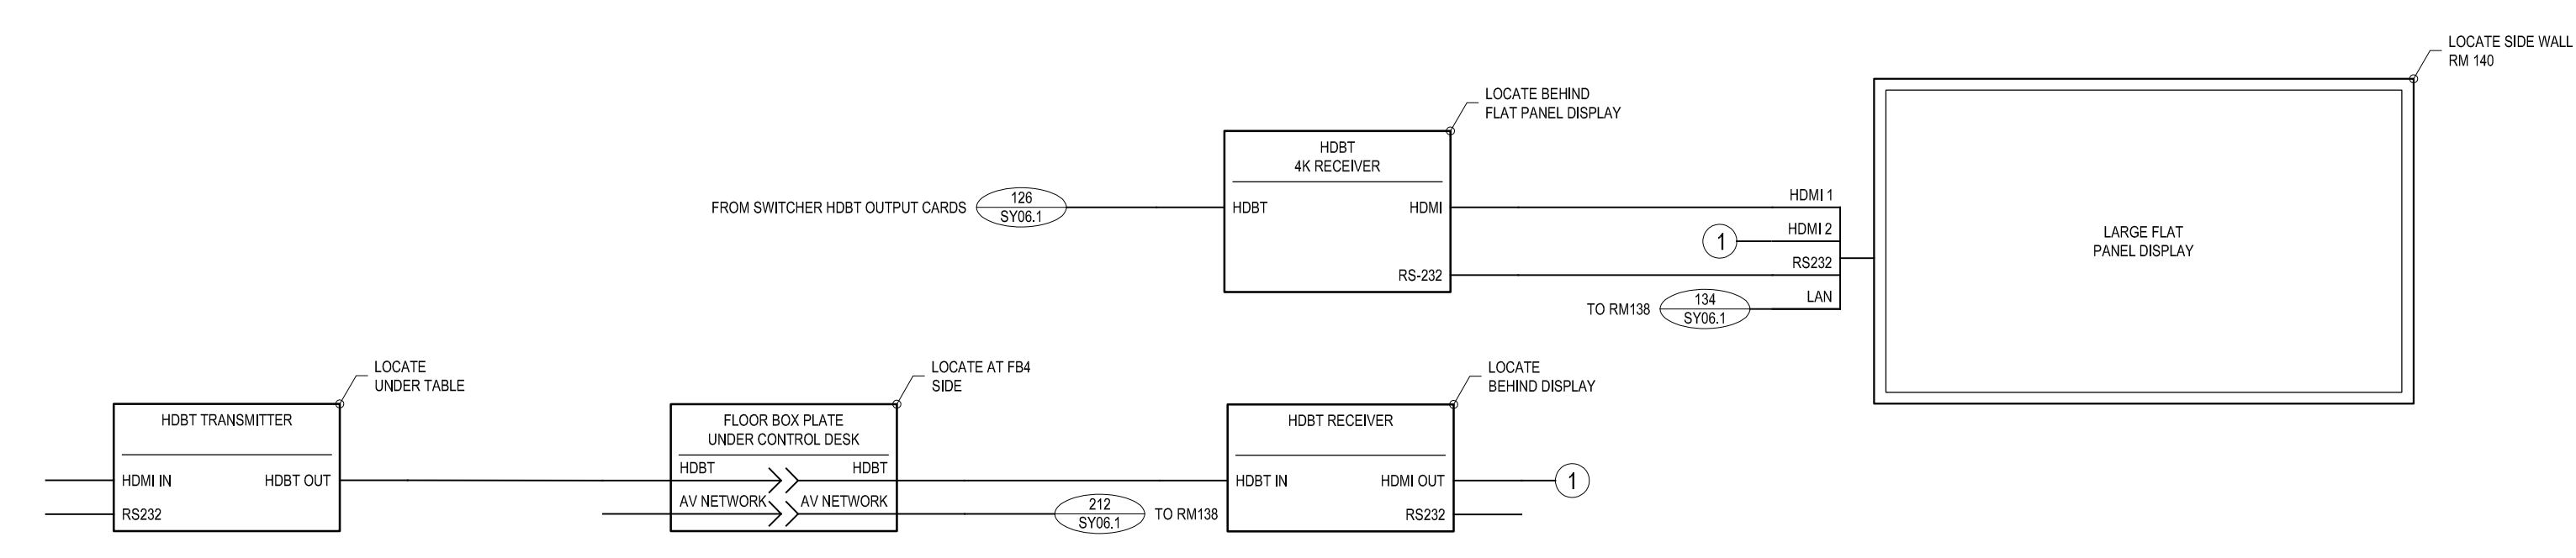 LOCATE SIDE WALL
RM 140
LOCATE BEHIND
FLAT PANEL DISPLAY
HDBT
4K RECEIVER
FROM SWITCHER HDBT OUTPUT CARDS
126
SY06.1
HDBT
HDMI
RS-232
HDMI 1
1
HDMI 2
RS232
TO RM138
134
SY06.1
LAN
LARGE FLAT
PANEL DISPLAY
LOCATE
UNDER TABLE
HDBT TRANSMITTER
HDMI IN
HDBT OUT
RS232
LOCATE AT FB4
SIDE
FLOOR BOX PLATE
UNDER CONTROL DESK
HDBT
HDBT
AV NETWORK
AV NETWORK
212
SY06.1
TO RM138
LOCATE
BEHIND DISPLAY
HDBT RECEIVER
HDBT IN
HDMI OUT
1
RS232